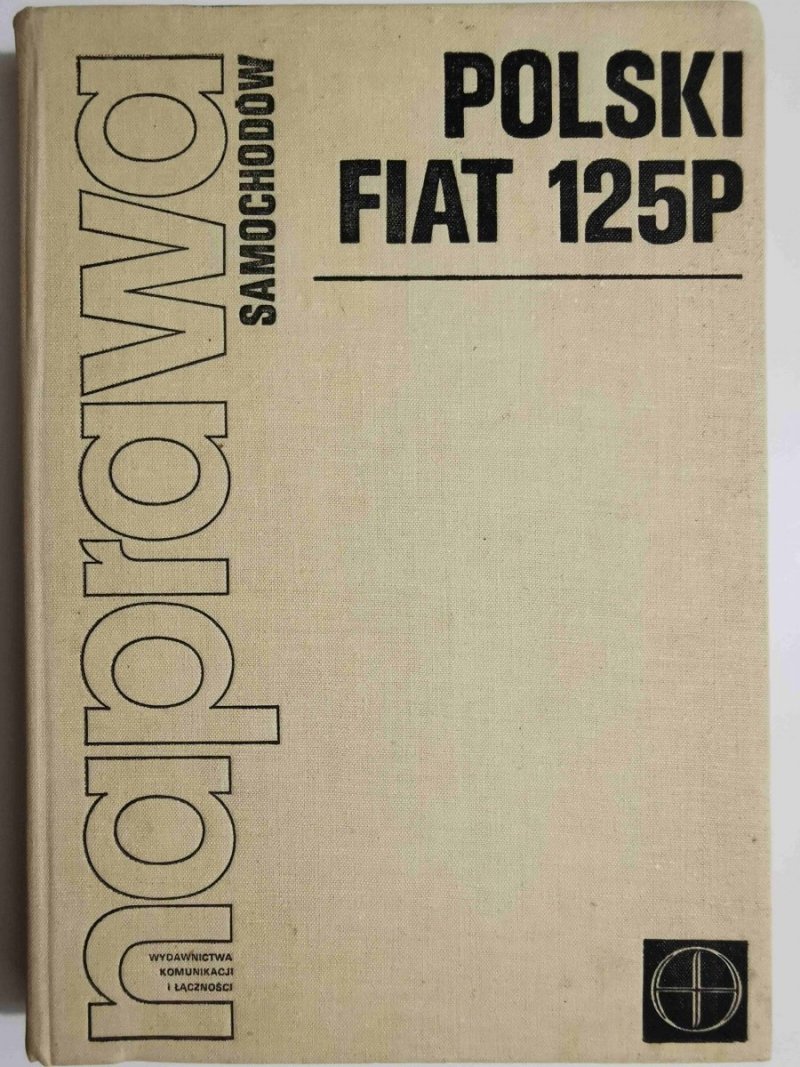 POLSKI
FIAT 125P
naprawa
SAMOCHODÓW
WYDAWNICTWA
KOMUNIKACJI
I ŁĄCZNOŚCI